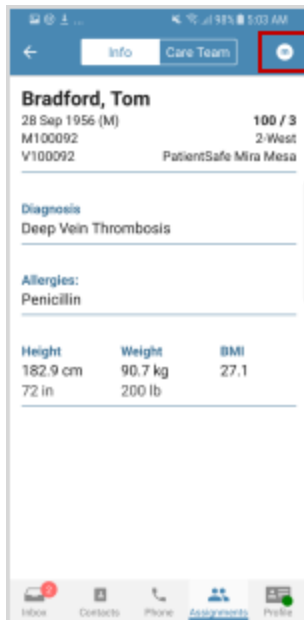 98% 5:03 AM
Info Care Team
Bradford, Tom
28 Sep 1956 (M) 100 / 3
M100092 2-West
V100092 PatientSafe Mira Mesa
Diagnosis
Deep Vein Thrombosis
Allergies:
Penicillin
Height Weight BMI
182.9 cm 90.7 kg 27.1
72 in 200 lb
2
Inbox Contacts Phone Assignments Profile